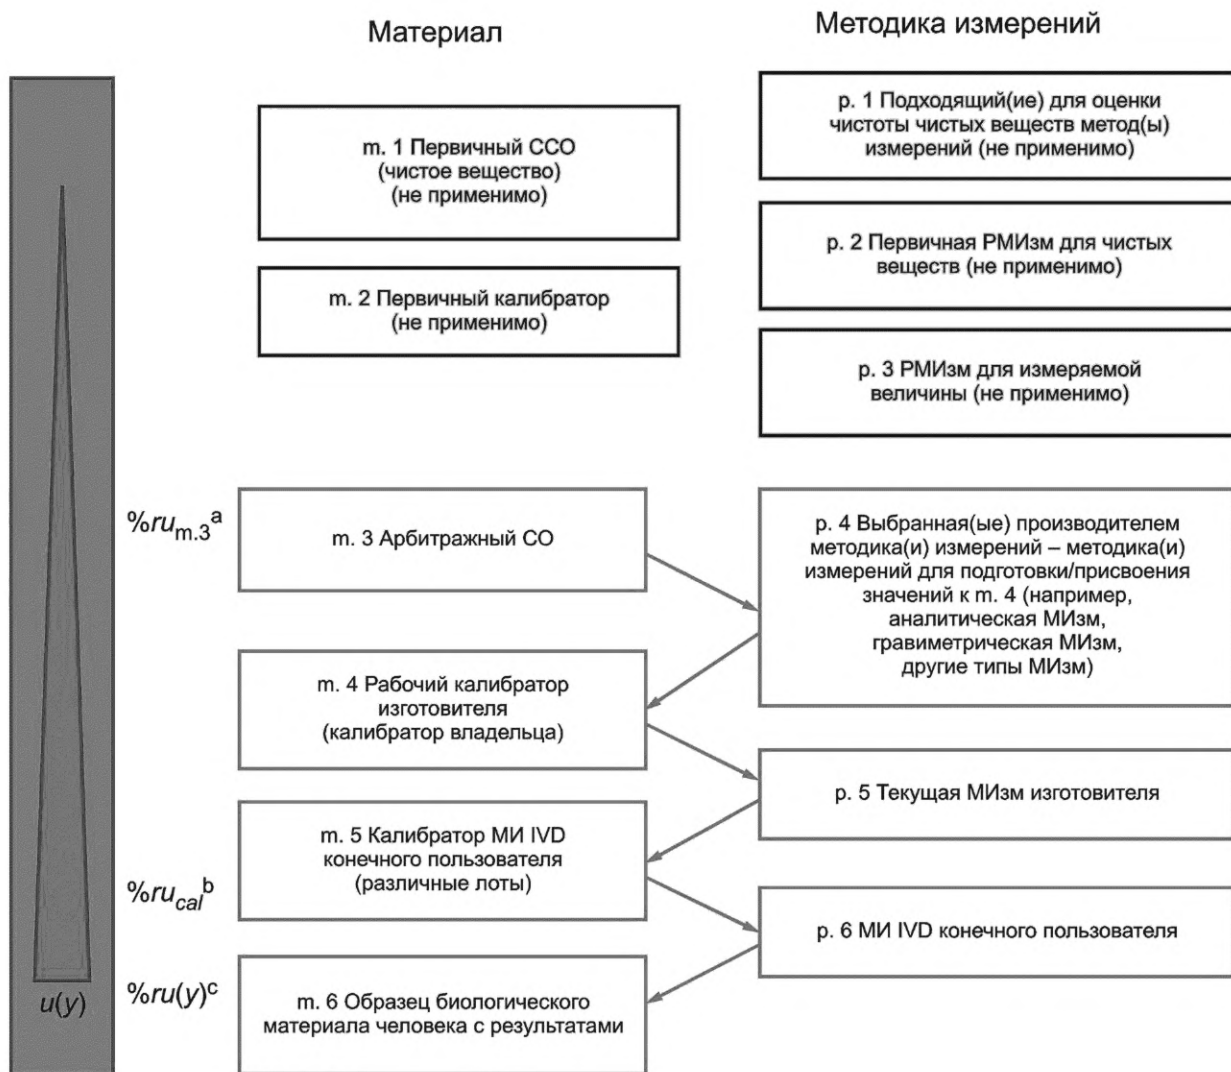 Материал
Методика измерений
m. 1 Первичный ССО
(чистое вещество)
(не применимо)
m. 2 Первичный калибратор
(не применимо)
p. 1 Подходящий(ие) для оценки
чистоты чистых веществ метод(ы)
измерений (не применимо)
p. 2 Первичная РМИзм для чистых
веществ (не применимо)
p. 3 РМИзм для измеряемой
величины (не применимо)
%ru_{m.3}^a
m. 3 Арбитражный СО
p. 4 Выбранная(ые) производителем
методика(и) измерений – методика(и)
измерений для подготовки/присвоения
значений к m. 4 (например,
аналитическая МИзм,
гравиметрическая МИзм,
другие типы МИзм)
m. 4 Рабочий калибратор
изготовителя
(калибратор владельца)
p. 5 Текущая МИзм изготовителя
m. 5 Калибратор МИ IVD
конечного пользователя
(различные лоты)
%ru_{cal}^b
p. 6 МИ IVD конечного пользователя
%ru(y)^c
u(y)
m. 6 Образец биологического
материала человека с результатами